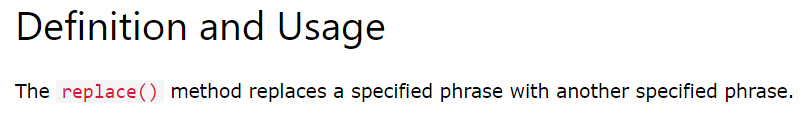 Definition and Usage
The replace() method replaces a specified phrase with another specified phrase.